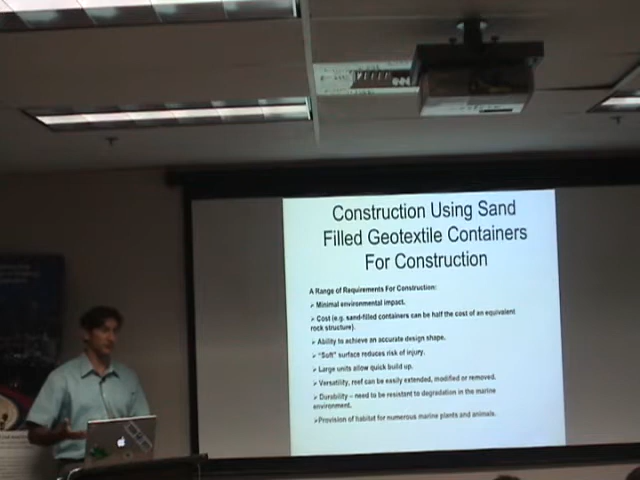 Construction Using Sand
Filled Geotextile Containers
For Construction
A Range of Requirements For Construction:
➢ Minimal environmental impact.
➢ Cost (e.g. sand-filled containers can be half the cost of an equivalent
rock structure).
➢ Ability to achieve an accurate design shape.
➢ "Soft" surface reduces risk of injury.
➢ Large units allow quick build up.
➢ Versatility, reef can be easily extended, modified or removed.
➢ Durability – need to be resistant to degradation in the marine
environment.
➢Provision of habitat for numerous marine plants and animals.